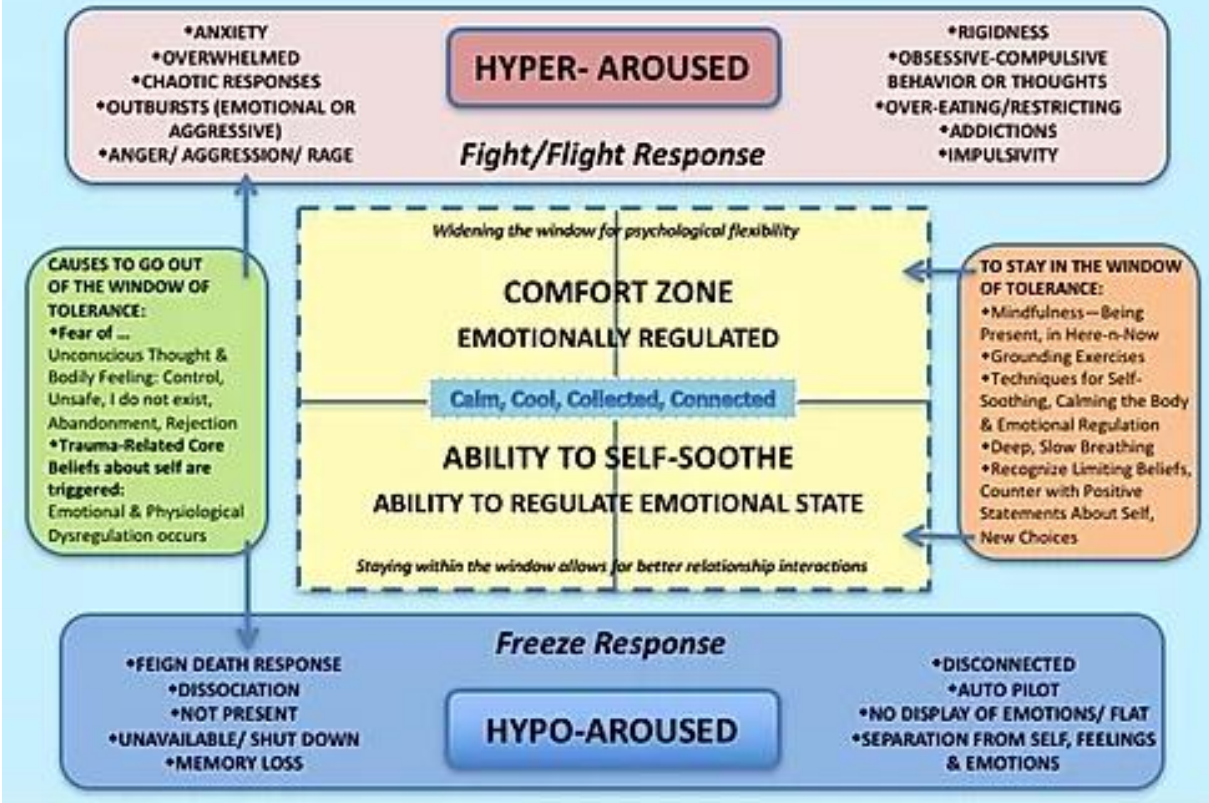 *ANXIETY
*OVERWHELMED
*CHAOTIC RESPONSES
*OUTBURSTS (EMOTIONAL OR
AGGRESSIVE)
*ANGER/ AGGRESSION/ RAGE
HYPER- AROUSED
Fight/Flight Response
*RIGIDNESS
*OBSESSIVE-COMPULSIVE
BEHAVIOR OR THOUGHTS
*OVER-EATING/RESTRICTING
*ADDICTIONS
*IMPULSIVITY
CAUSES TO GO OUT
OF THE WINDOW OF
TOLERANCE:
*Fear of ...
Unconscious Thought &
Bodily Feeling: Control,
Unsafe, I do not exist,
Abandonment, Rejection
*Trauma-Related Core
Beliefs about self are
triggered:
Emotional & Physiological
Dysregulation occurs
Widening the window for psychological flexibility
COMFORT ZONE
EMOTIONALLY REGULATED
Calm, Cool, Collected, Connected
ABILITY TO SELF-SOOTHE
ABILITY TO REGULATE EMOTIONAL STATE
Staying within the window allows for better relationship interactions
TO STAY IN THE WINDOW
OF TOLERANCE:
*Mindfulness—Being
Present, in Here-n-Now
*Grounding Exercises
*Techniques for Self-
Soothing, Calming the Body
& Emotional Regulation
*Deep, Slow Breathing
*Recognize Limiting Beliefs,
Counter with Positive
Statements About Self,
New Choices
Freeze Response
*FEIGN DEATH RESPONSE
*DISSOCIATION
*NOT PRESENT
*UNAVAILABLE/ SHUT DOWN
*MEMORY LOSS
HYPO-AROUSED
*DISCONNECTED
*AUTO PILOT
*NO DISPLAY OF EMOTIONS/ FLAT
*SEPARATION FROM SELF, FEELINGS
& EMOTIONS